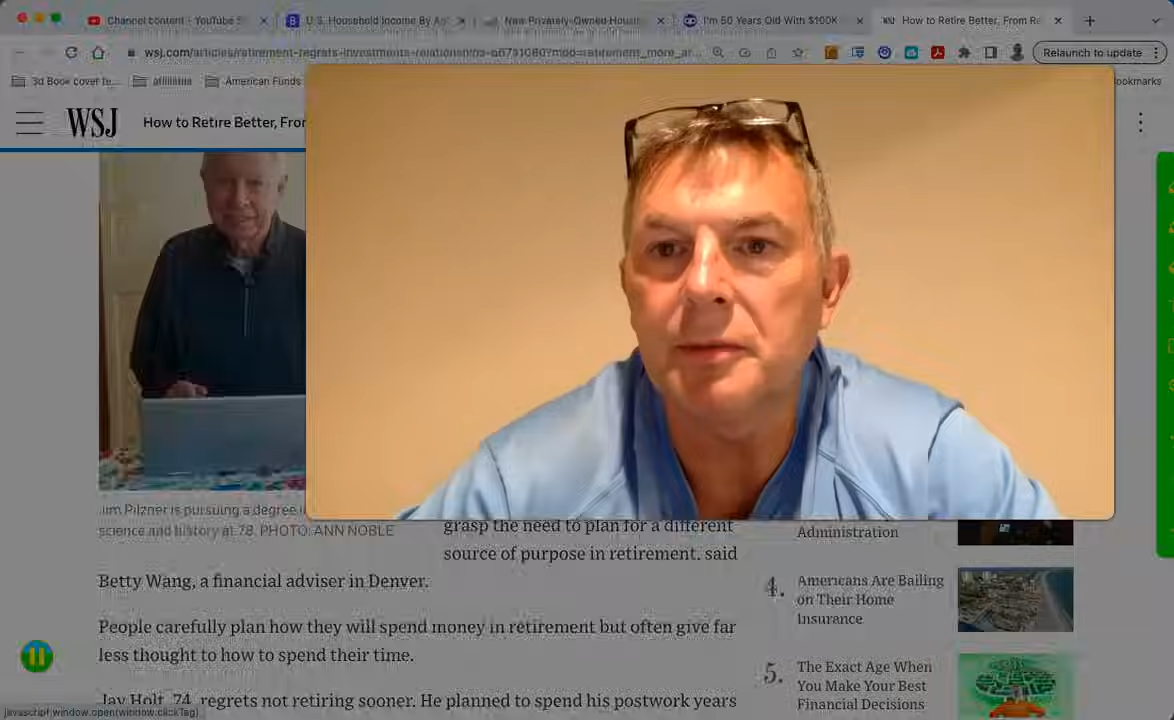 Channel content - YouTube S
U.S. Household Income By Ag
New Privately-Owned Housi
I'm 50 Years Old With $100K
How to Retire Better, From Re
Relaunch to update
3d Book cover te...
affiliates
American Funds
ookmarks
WSJ
How to Retire Better, Fror
Jim Pilzner is pursuing a degree i
science and history at 78. PHOTO: ANN NOBLE
grasp the need to plan for a different
source of purpose in retirement, said
Betty Wang, a financial adviser in Denver.
People carefully plan how they will spend money in retirement but often give far
less thought to how to spend their time.
Jay Holt, 74, regrets not retiring sooner. He planned to spend his postwork years
Administration
4.
Americans Are Bailing
on Their Home
Insurance
5.
The Exact Age When
You Make Your Best
Financial Decisions
javascript:window.open(window.clickTag)